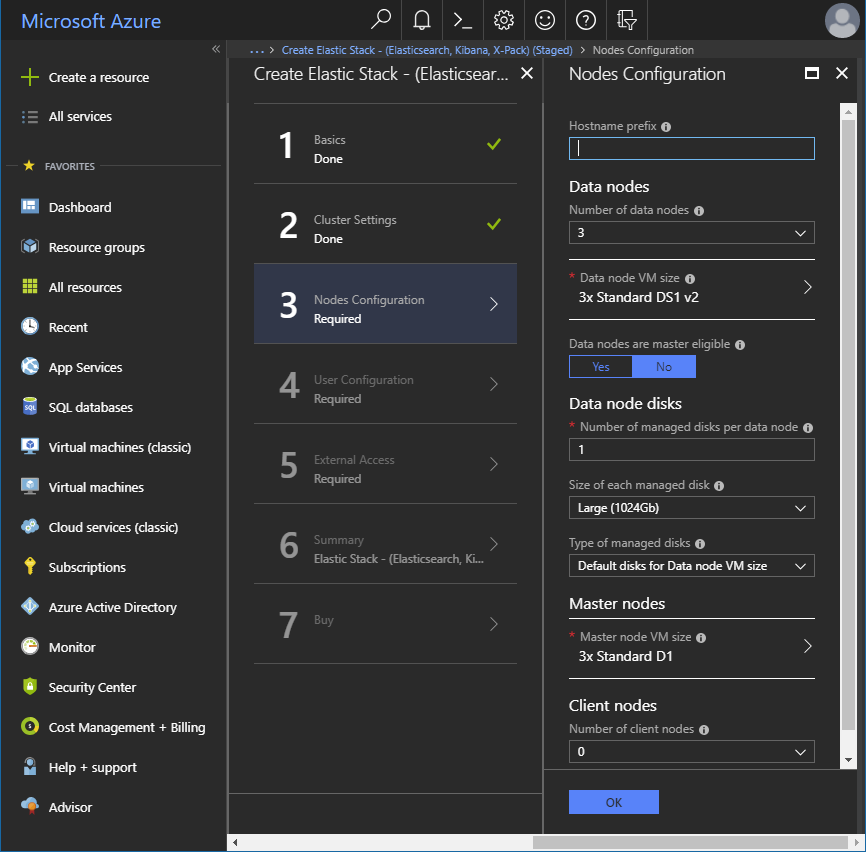 Microsoft Azure
... > Create Elastic Stack - (Elasticsearch, Kibana, X-Pack) (Staged) > Nodes Configuration
Create a resource
All services
FAVORITES
Dashboard
Resource groups
All resources
Recent
App Services
SQL databases
Virtual machines (classic)
Virtual machines
Cloud services (classic)
Subscriptions
Azure Active Directory
Monitor
Security Center
Cost Management + Billing
Help + support
Advisor
Create Elastic Stack - (Elasticsear...
1
Basics
Done
2
Cluster Settings
Done
3
Nodes Configuration
Required
4
User Configuration
Required
5
External Access
Required
6
Summary
Elastic Stack - (Elasticsearch, Ki...
7
Buy
Nodes Configuration
Hostname prefix
Data nodes
Number of data nodes
3
* Data node VM size
3x Standard DS1 v2
Data nodes are master eligible
Yes No
Data node disks
* Number of managed disks per data node
1
Size of each managed disk
Large (1024Gb)
Type of managed disks
Default disks for Data node VM size
Master nodes
* Master node VM size
3x Standard D1
Client nodes
Number of client nodes
0
OK